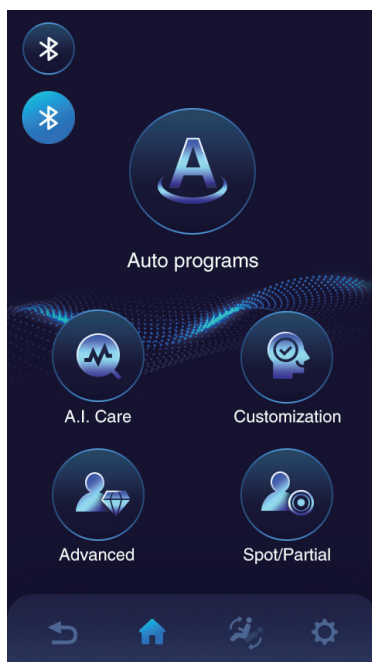 A
Auto programs
A.I. Care
Customization
Advanced
Spot/Partial